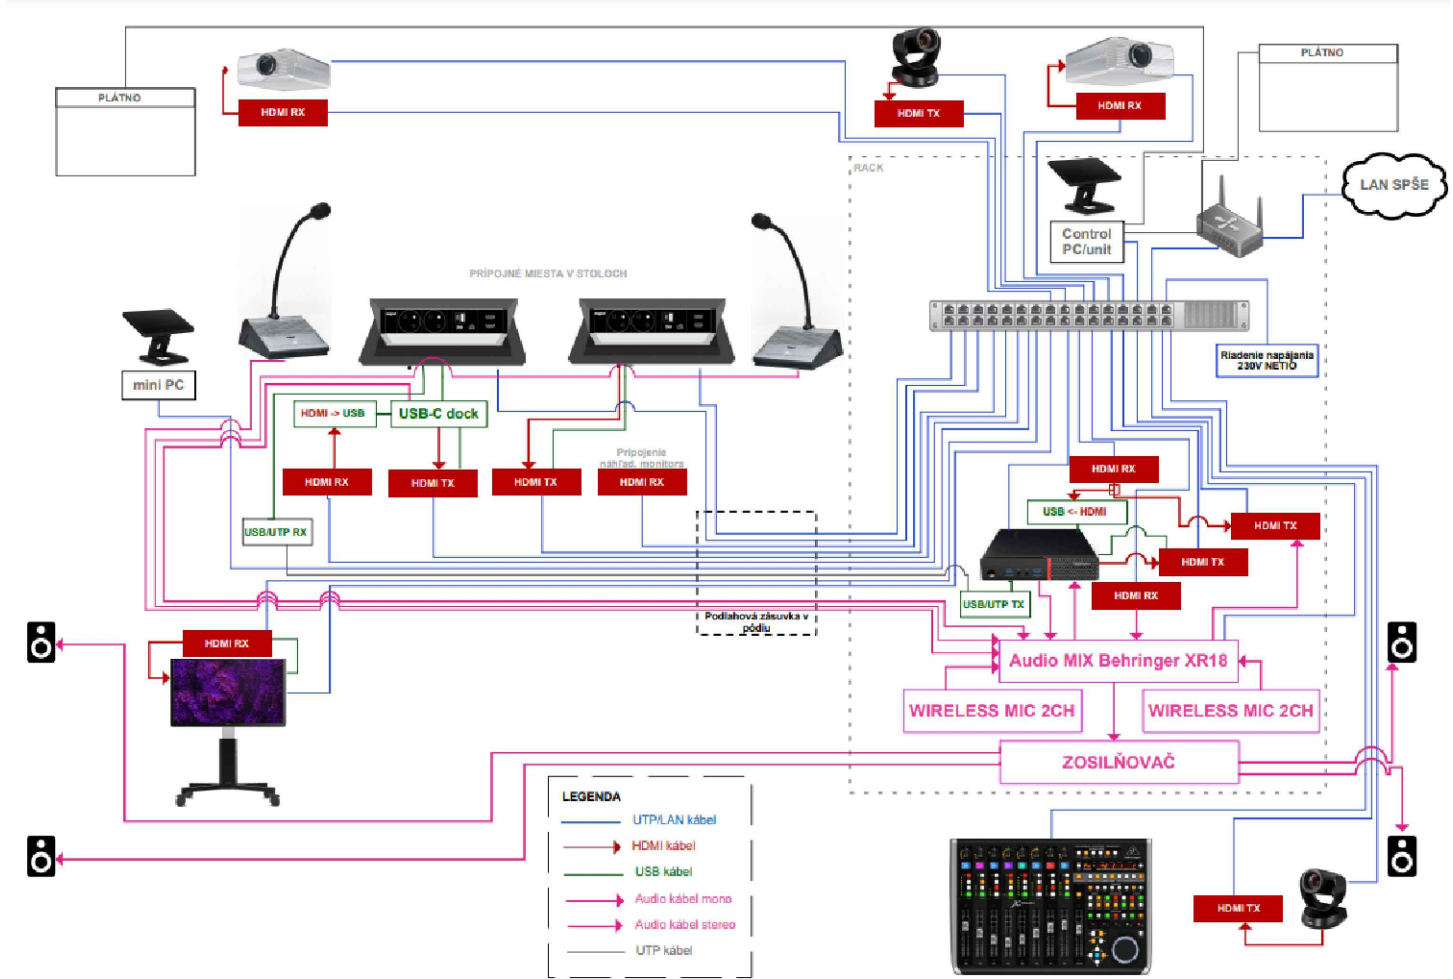 PLÁTNO
HDMI RX
HDMI TX
HDMI RX
PLÁTNO
RACK
LAN SPŠE
Control
PC/unit
PRÍPOJNÉ MIESTA V STOLOCH
mini PC
Riadenie napájania
230V NETIO
HDMI -> USB
USB-C dock
Pripojenie
náhľad. monitora
HDMI RX
HDMI TX
HDMI TX
HDMI RX
HDMI RX
USB <- HDMI
HDMI TX
USB/UTP RX
HDMI TX
HDMI RX
USB/UTP TX
Podlahová zásuvka v
pódiu
HDMI RX
Audio MIX Behringer XR18
WIRELESS MIC 2CH
WIRELESS MIC 2CH
ZOSILŇOVAČ
LEGENDA
UTP/LAN kábel
HDMI kábel
USB kábel
Audio kábel mono
Audio kábel stereo
UTP kábel
HDMI TX